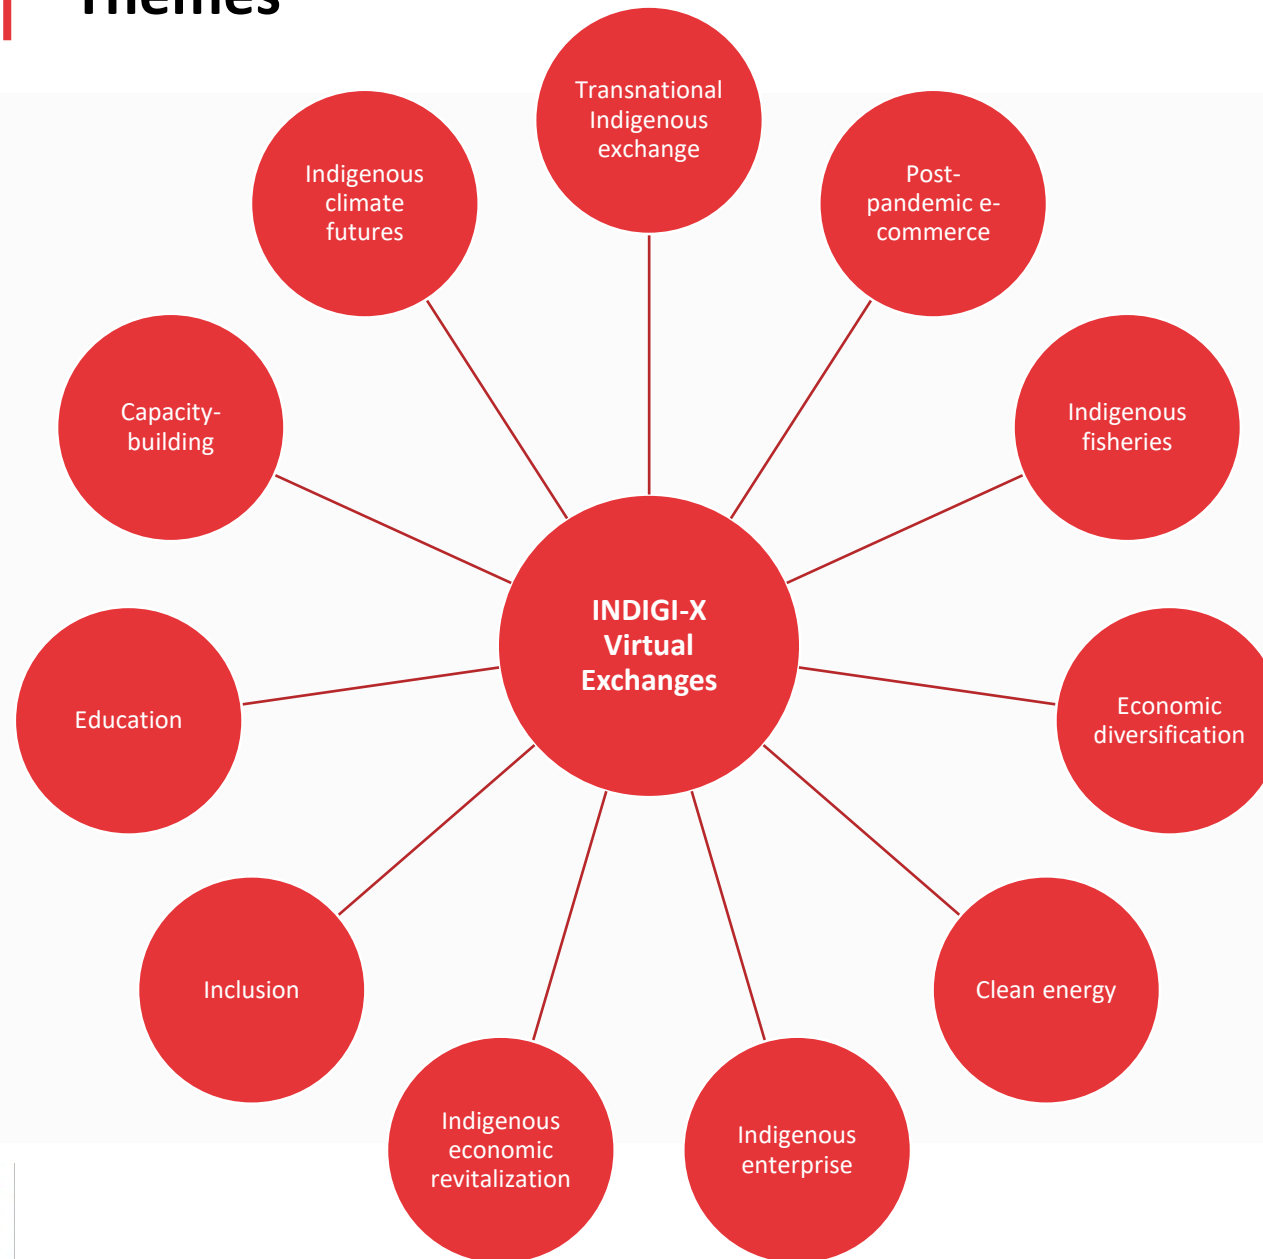 Themes
Transnational
Indigenous
exchange
Post-
pandemic e-
commerce
Indigenous
fisheries
Economic
diversification
Clean energy
Indigenous
enterprise
Indigenous
economic
revitalization
Inclusion
Education
Capacity-
building
Indigenous
climate
futures
INDIGI-X
Virtual
Exchanges